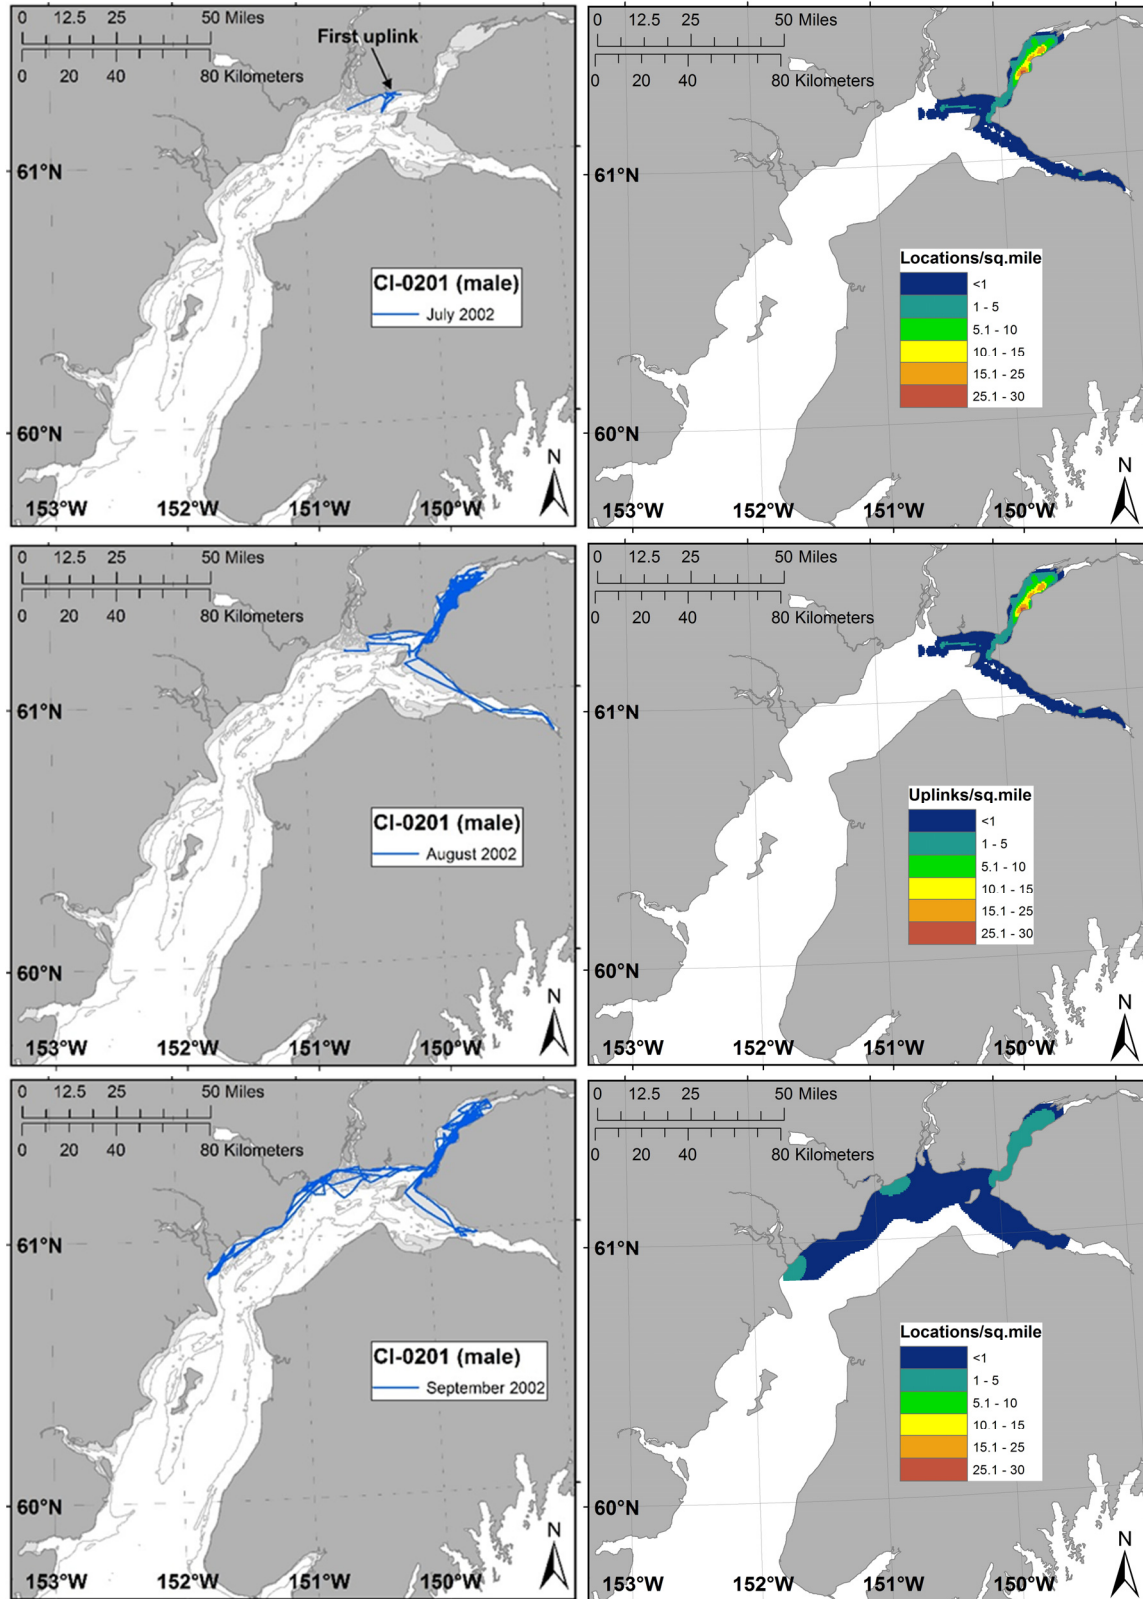 0 12.5 25 50 Miles
0 20 40 80 Kilometers
First uplink
61°N
CI-0201 (male)
July 2002
60°N
N
153°W 152°W 151°W 150°W
0 12.5 25 50 Miles
0 20 40 80 Kilometers
61°N
Locations/sq.mile
<1
1 - 5
5.1 - 10
10.1 - 15
15.1 - 25
25.1 - 30
60°N
N
153°W 152°W 151°W 150°W
0 12.5 25 50 Miles
0 20 40 80 Kilometers
61°N
CI-0201 (male)
August 2002
60°N
N
153°W 152°W 151°W 150°W
0 12.5 25 50 Miles
0 20 40 80 Kilometers
61°N
Uplinks/sq.mile
<1
1 - 5
5.1 - 10
10.1 - 15
15.1 - 25
25.1 - 30
60°N
N
153°W 152°W 151°W 150°W
0 12.5 25 50 Miles
0 20 40 80 Kilometers
61°N
CI-0201 (male)
September 2002
60°N
N
153°W 152°W 151°W 150°W
0 12.5 25 50 Miles
0 20 40 80 Kilometers
61°N
Locations/sq.mile
<1
1 - 5
5.1 - 10
10.1 - 15
15.1 - 25
25.1 - 30
60°N
N
153°W 152°W 151°W 150°W